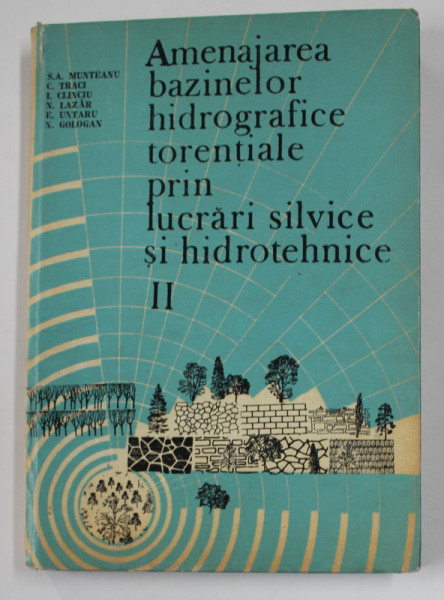 S.A. MUNTEANU
C. TRACI
I. CLINCIU
N. LAZĂR
E. UNTARU
N. GOLOGAN
Amenajarea
bazinelor
hidrografice
torențiale
prin
lucrări silvice
și hidrotehnice
II